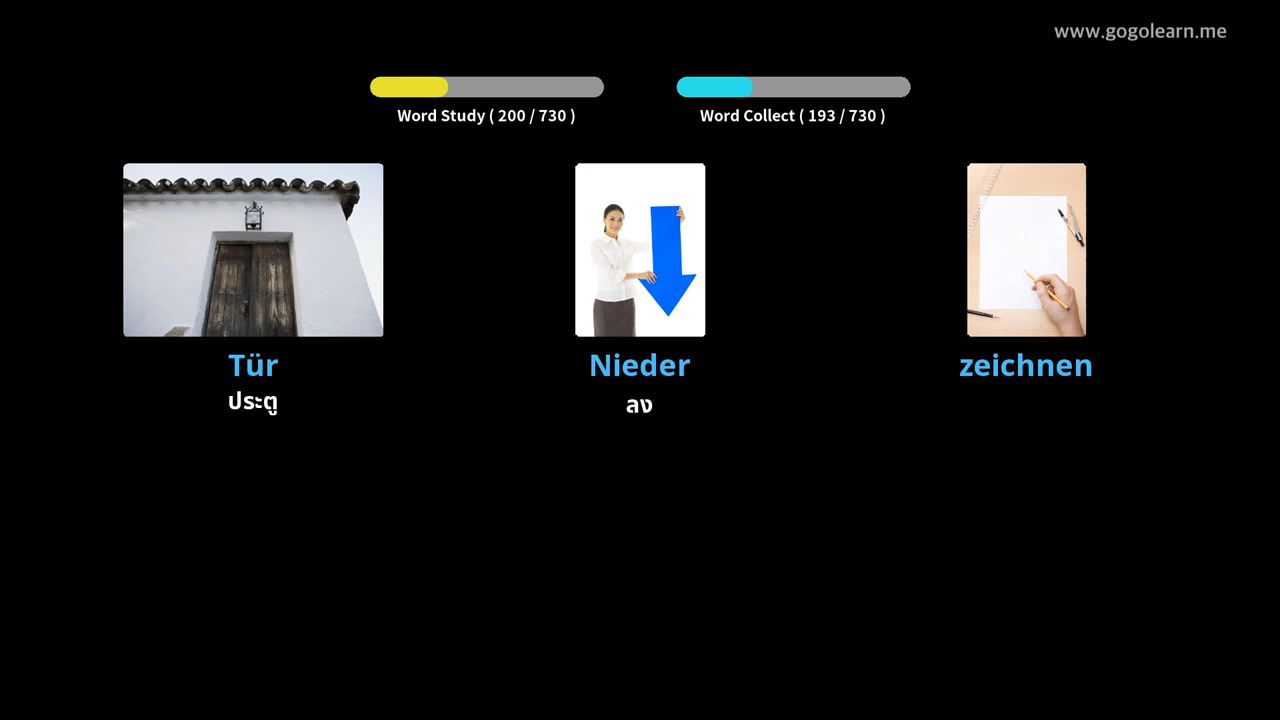 www.gogolearn.me
Word Study ( 200 / 730 )
Word Collect ( 193 / 730 )
Tür
Nieder
zeichnen
ประตู
ลง